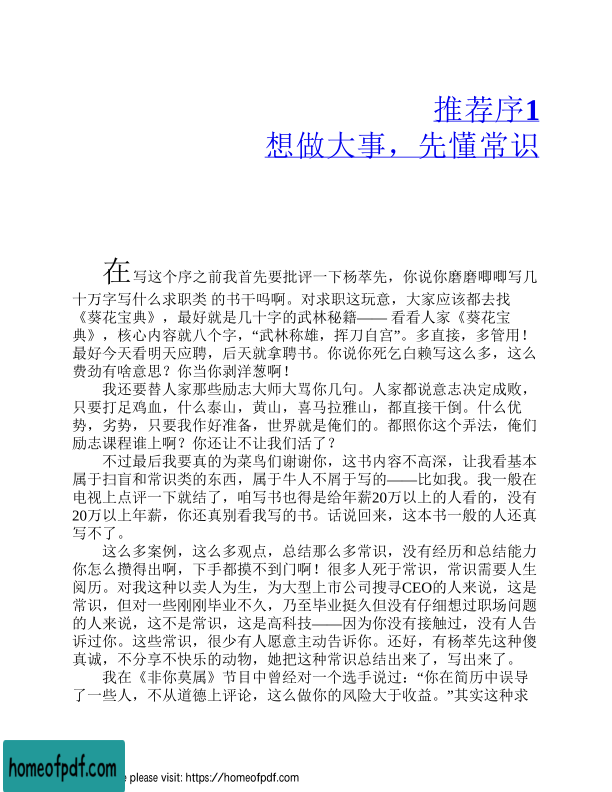 推荐序1
想做大事，先懂常识
在写这个序之前我首先要批评一下杨萃先，你说你磨磨唧唧写几
十万字写什么求职类 的书干吗啊。对求职这玩意，大家应该都去找
《葵花宝典》，最好就是几十字的武林秘籍—— 看看人家《葵花宝
典》，核心内容就八个字，“武林称雄，挥刀自宫”。多直接，多管用！
最好今天看明天应聘，后天就拿聘书。你说你死乞白赖写这么多，这么
费劲有啥意思？你当你剥洋葱啊！
我还要替人家那些励志大师大骂你几句。人家都说意志决定成败，
只要打足鸡血，什么泰山，黄山，喜马拉雅山，都直接干倒。什么优
势，劣势，只要我作好准备，世界就是俺们的。都照你这个弄法，俺们
励志课程谁上啊？你还让不让我们活了？
不过最后我要真的为菜鸟们谢谢你，这书内容不高深，让我看基本
属于扫盲和常识类的东西，属于牛人不屑于写的——比如我。我一般在
电视上点评一下就结了，咱写书也得是给年薪20万以上的人看的，没有
20万以上年薪，你还真别看我写的书。话说回来，这本书一般的人还真
写不了。
这么多案例，这么多观点，总结那么多常识，没有经历和总结能力
你怎么攒得出啊，下手都摸不到门啊！很多人死于常识，常识需要人生
阅历。对我这种以卖人为生，为大型上市公司搜寻CEO的人来说，这是
常识，但对一些刚刚毕业不久，乃至毕业挺久但没有仔细想过职场问题
的人来说，这不是常识，这是高科技——因为你没有接触过，没有人告
诉过你。这些常识，很少有人愿意主动告诉你。还好，有杨萃先这种傻
真诚，不分享不快乐的动物，她把这种常识总结出来了，写出来了。
我在《非你莫属》节目中曾经对一个选手说过：“你在简历中误导
了一些人，不从道德上评论，这么做你的风险大于收益。”其实这种求
homeofpdf.com
e please visit: https://homeofpdf.com